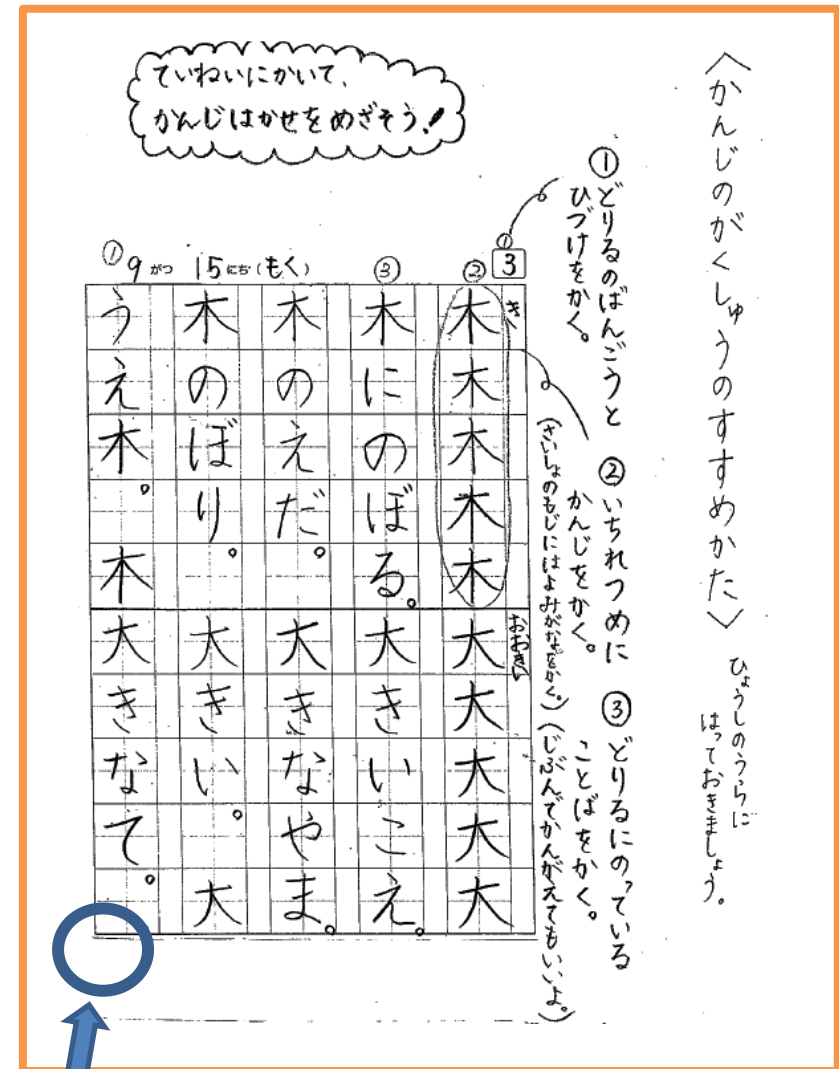 〈かんじのがくしゅうのすすめかた〉
ひょうしのうらに
はっておきましょう。
ていねいにかいて、
かんじはかせをめざそう!
①どりるのばんごうと
ひづけをかく。
②いちれつめに
かんじをかく。
(さいしょのもじにはよみがなをかく。)
③どりるにのっている
ことばをかく。
(じぶんでかんがえてもいいよ。)
①
3
②
③
①9がつ 15にち(もく)
き
おおきい
木木木木木大大大大大
木にのぼる。大きいこえ。
木のえだ。大きなやま。
木のぼり。大きい。大
うえ木。木大きなて。